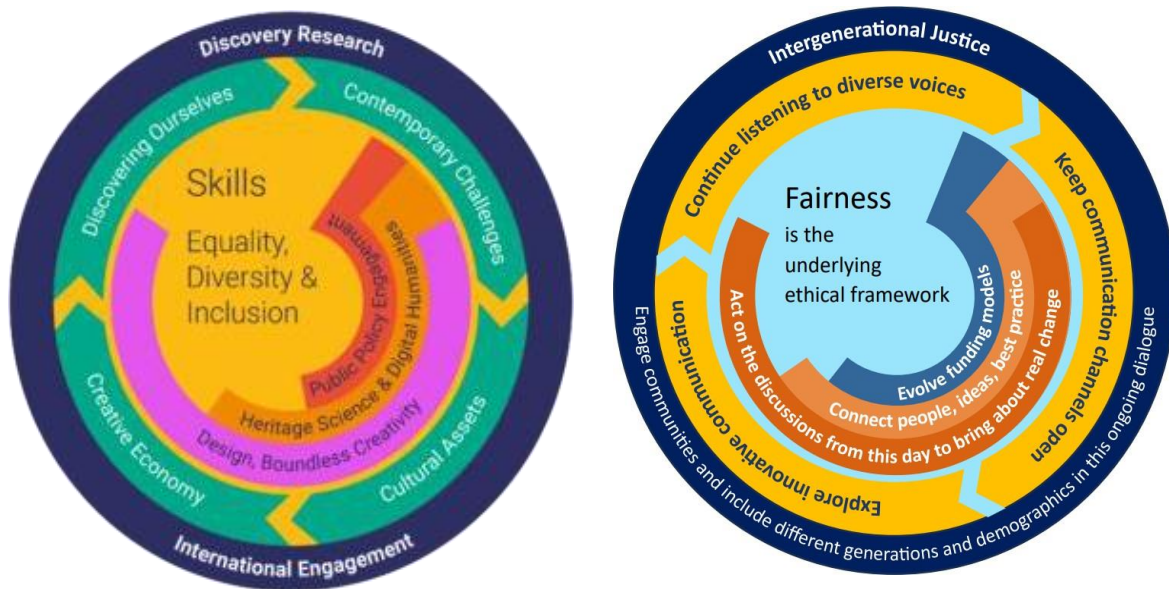 Discovery Research
Discovering Ourselves
Contemporary Challenges
Skills
Equality,
Diversity &
Inclusion
Public Policy Engagement
Heritage Science & Digital Humanities
Design, Boundless Creativity
Creative Economy
Cultural Assets
International Engagement
Intergenerational Justice
Continue listening to diverse voices
Keep communication channels open
Fairness
is the
underlying
ethical framework
Evolve funding models
Connect people, ideas, best practice
Act on the discussions from this day to bring about real change
Explore innovative communication
Engage communities and include different generations and demographics in this ongoing dialogue